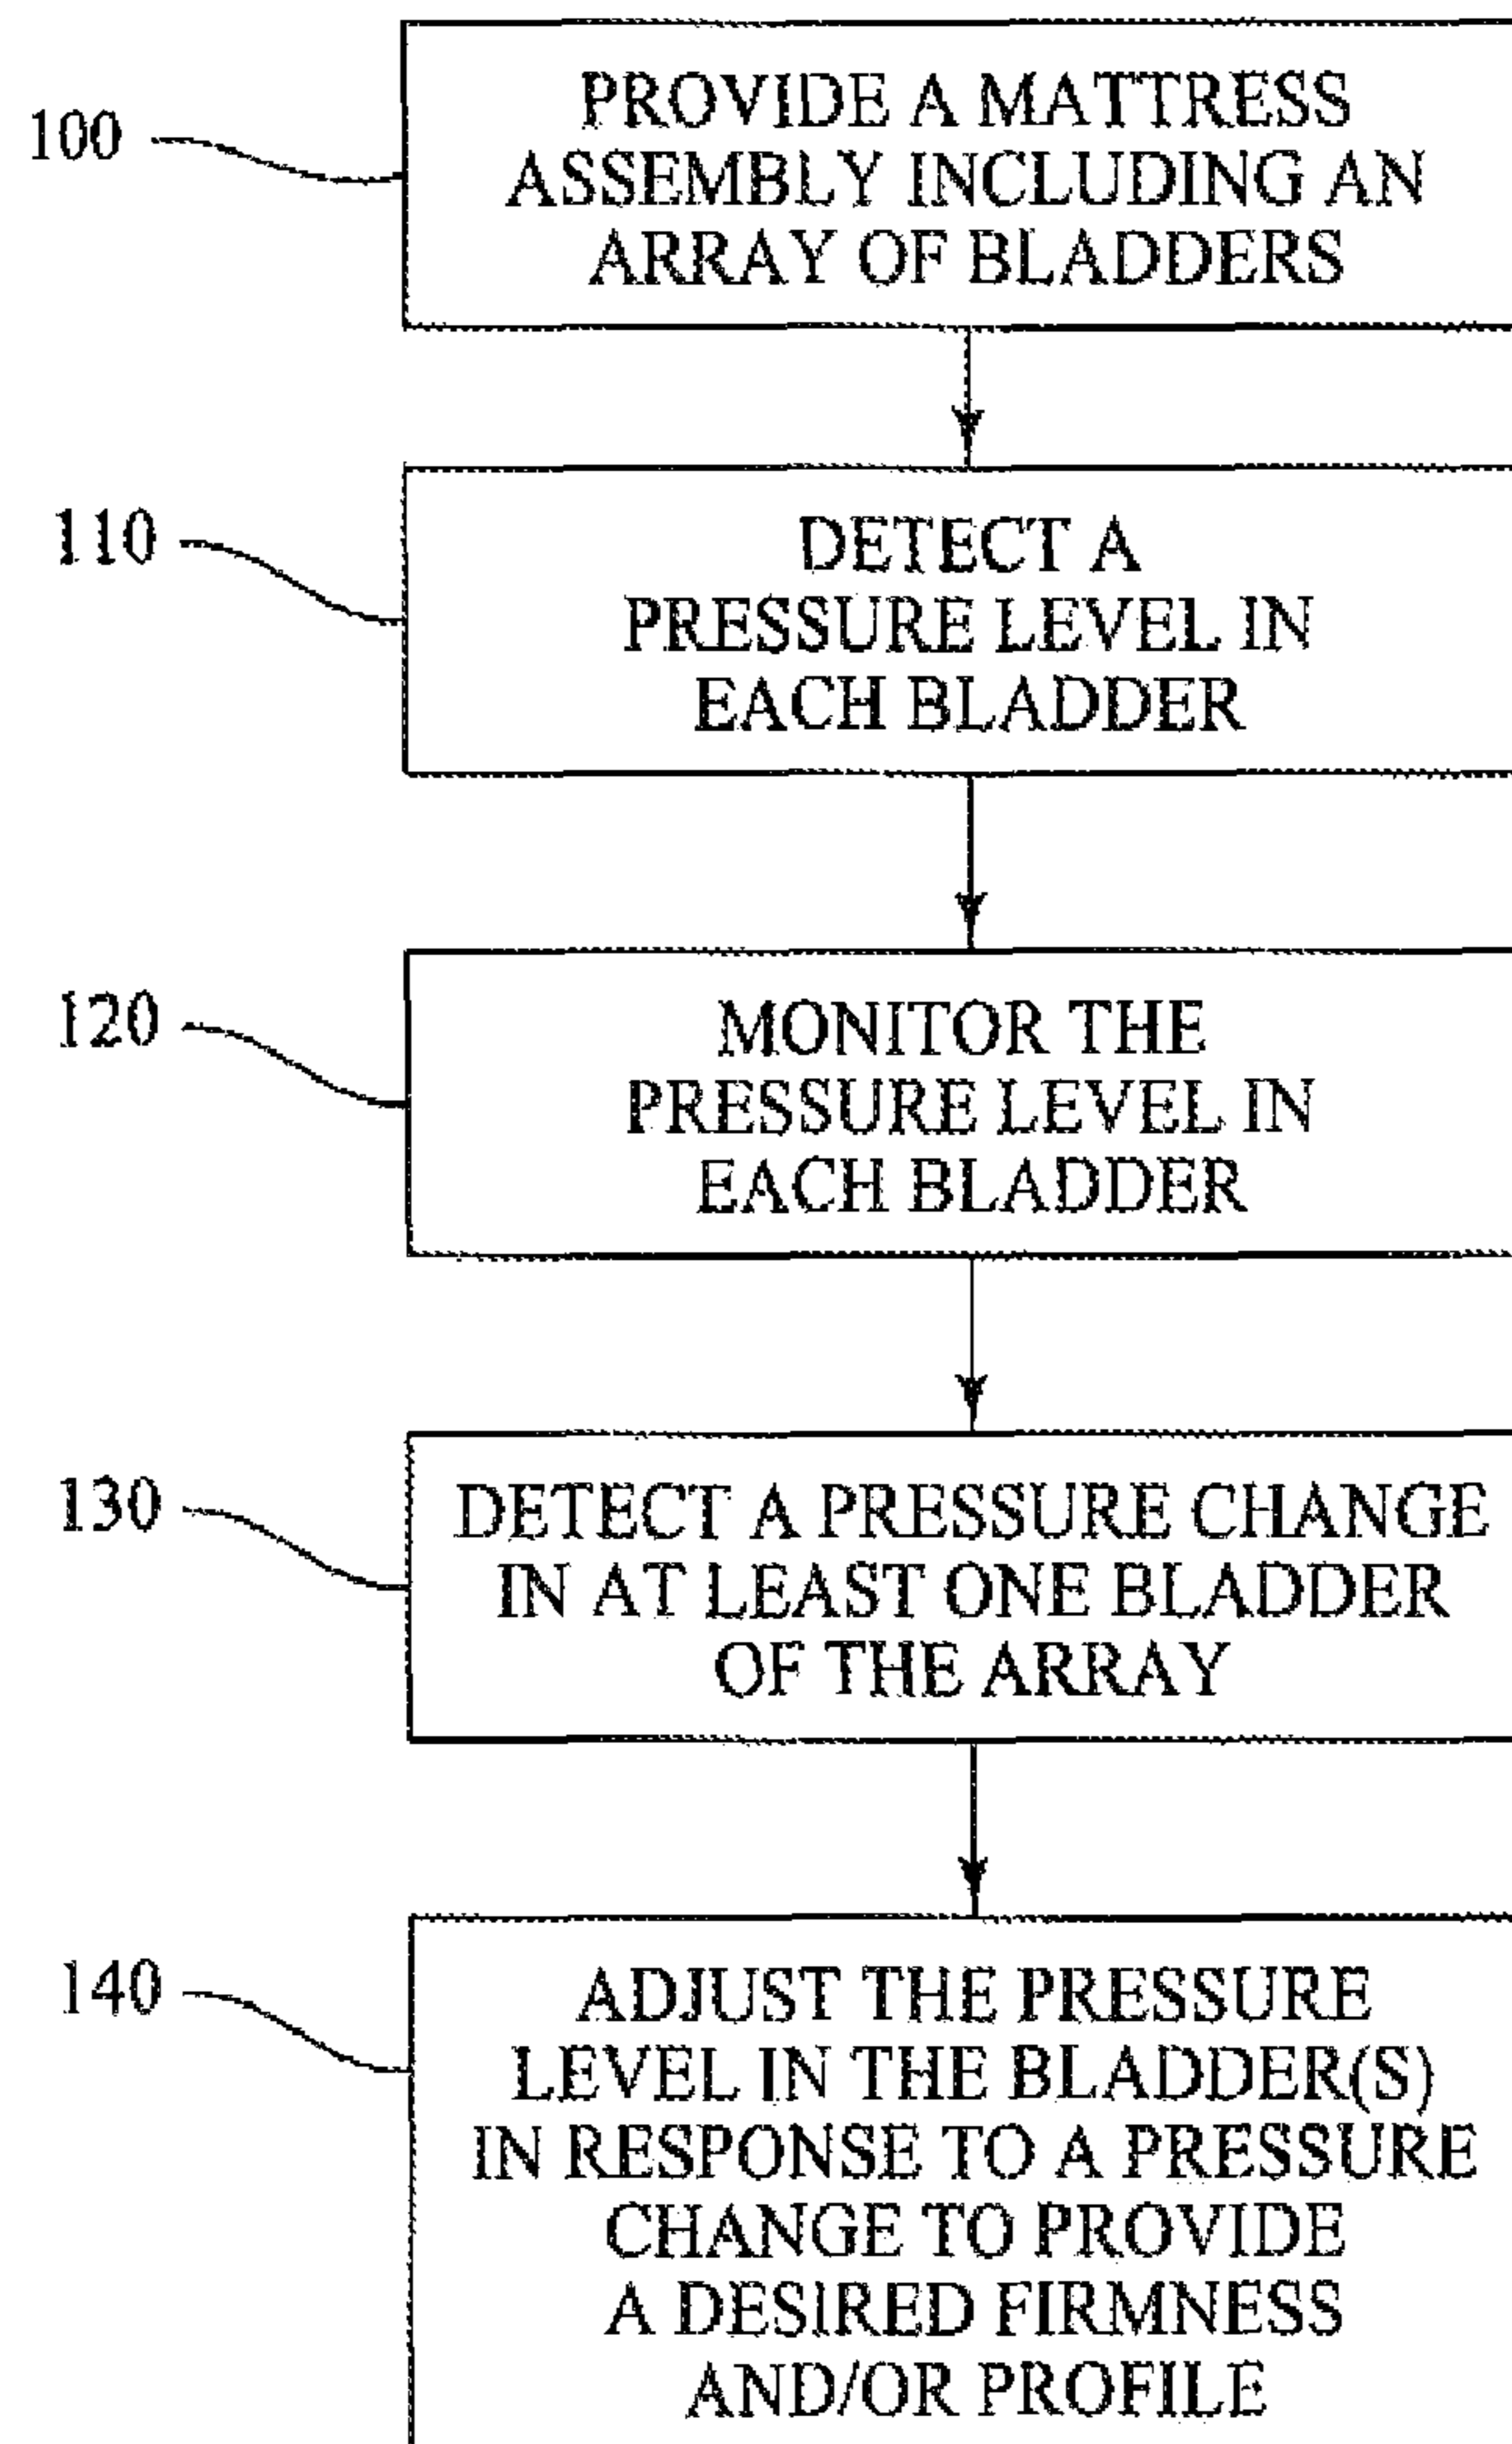 100
PROVIDE A MATTRESS
ASSEMBLY INCLUDING AN
ARRAY OF BLADDERS
110
DETECT A
PRESSURE LEVEL IN
EACH BLADDER
120
MONITOR THE
PRESSURE LEVEL IN
EACH BLADDER
130
DETECT A PRESSURE CHANGE
IN AT LEAST ONE BLADDER
OF THE ARRAY
140
ADJUST THE PRESSURE
LEVEL IN THE BLADDER(S)
IN RESPONSE TO A PRESSURE
CHANGE TO PROVIDE
A DESIRED FIRMNESS
AND/OR PROFILE